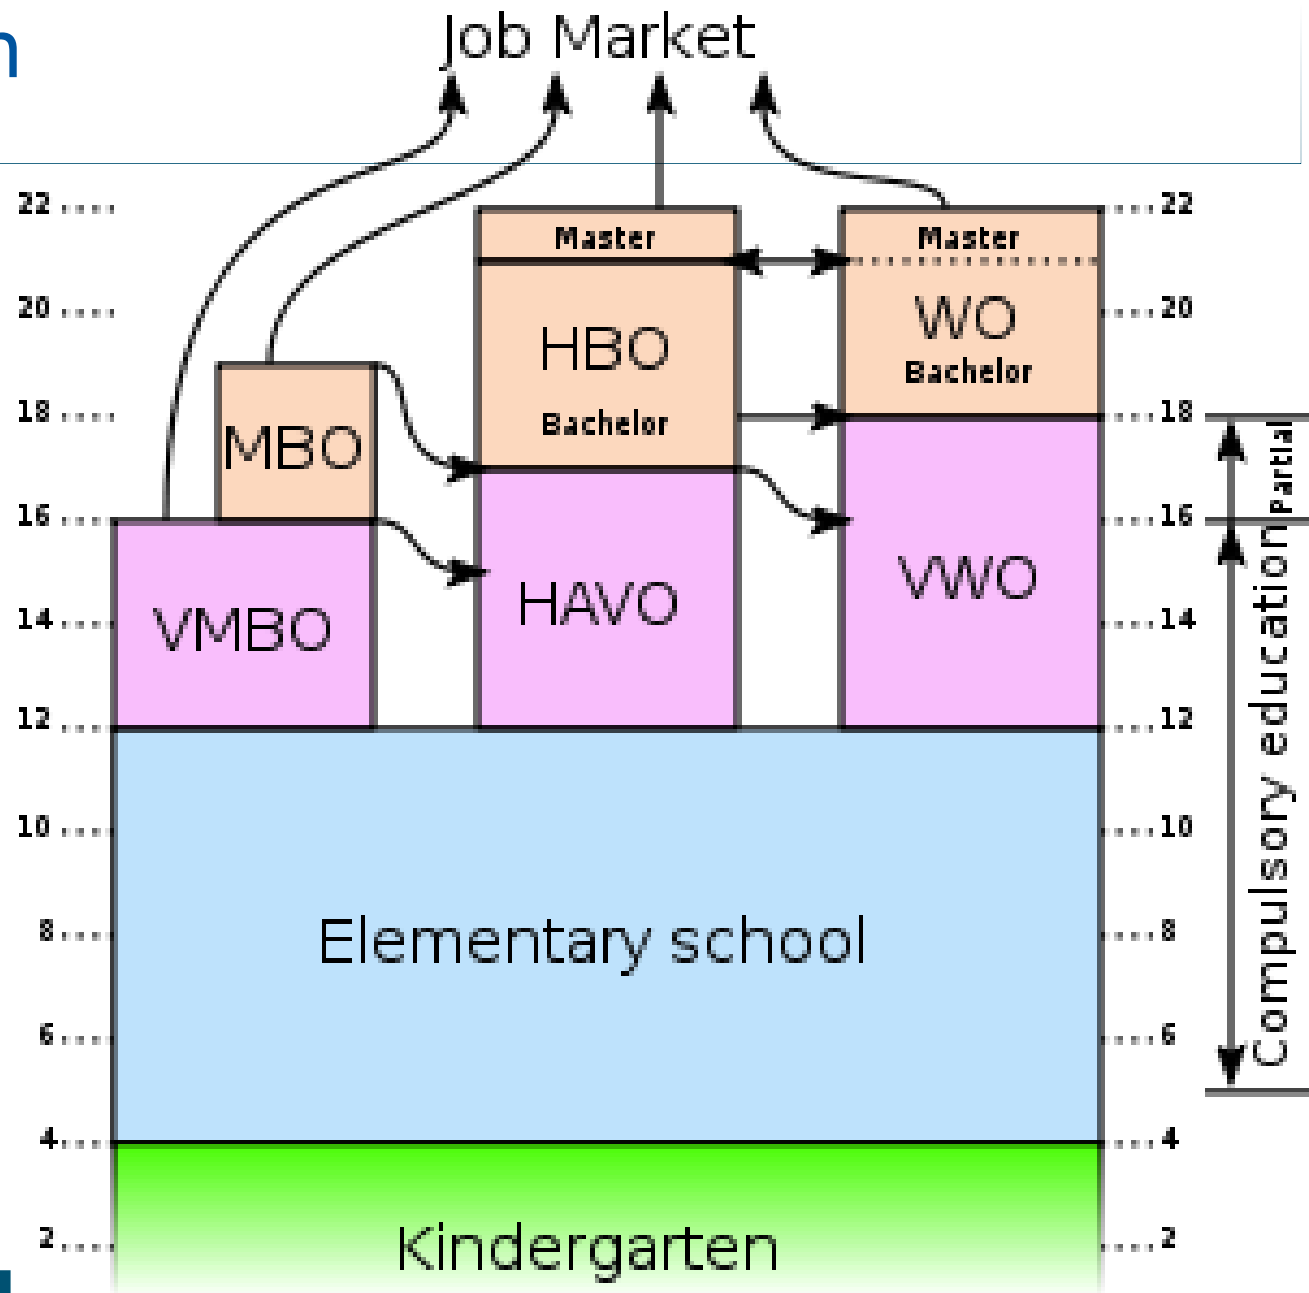 n
Job Market
22
22
Master
Master
20
HBO
WO
20
Bachelor
18
MBO
Bachelor
18
Partial
16
16
VMBO
HAVO
VWO
14
14
12
12
Compulsory education
10
10
8
Elementary school
8
6
6
4
4
2
Kindergarten
2